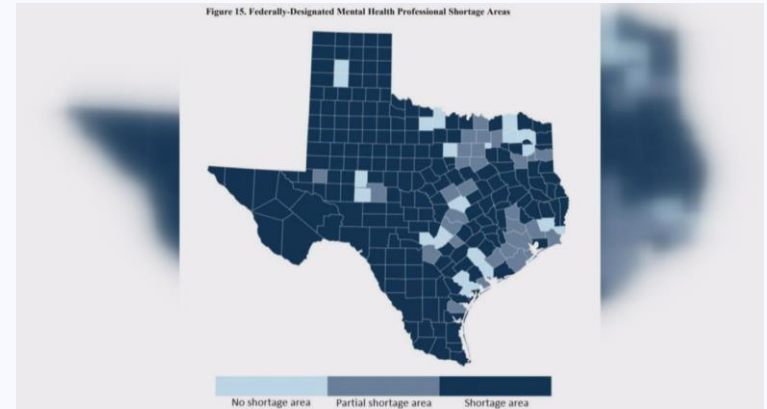 Figure 15. Federally-Designated Mental Health Professional Shortage Areas
No shortage area
Partial shortage area
Shortage area